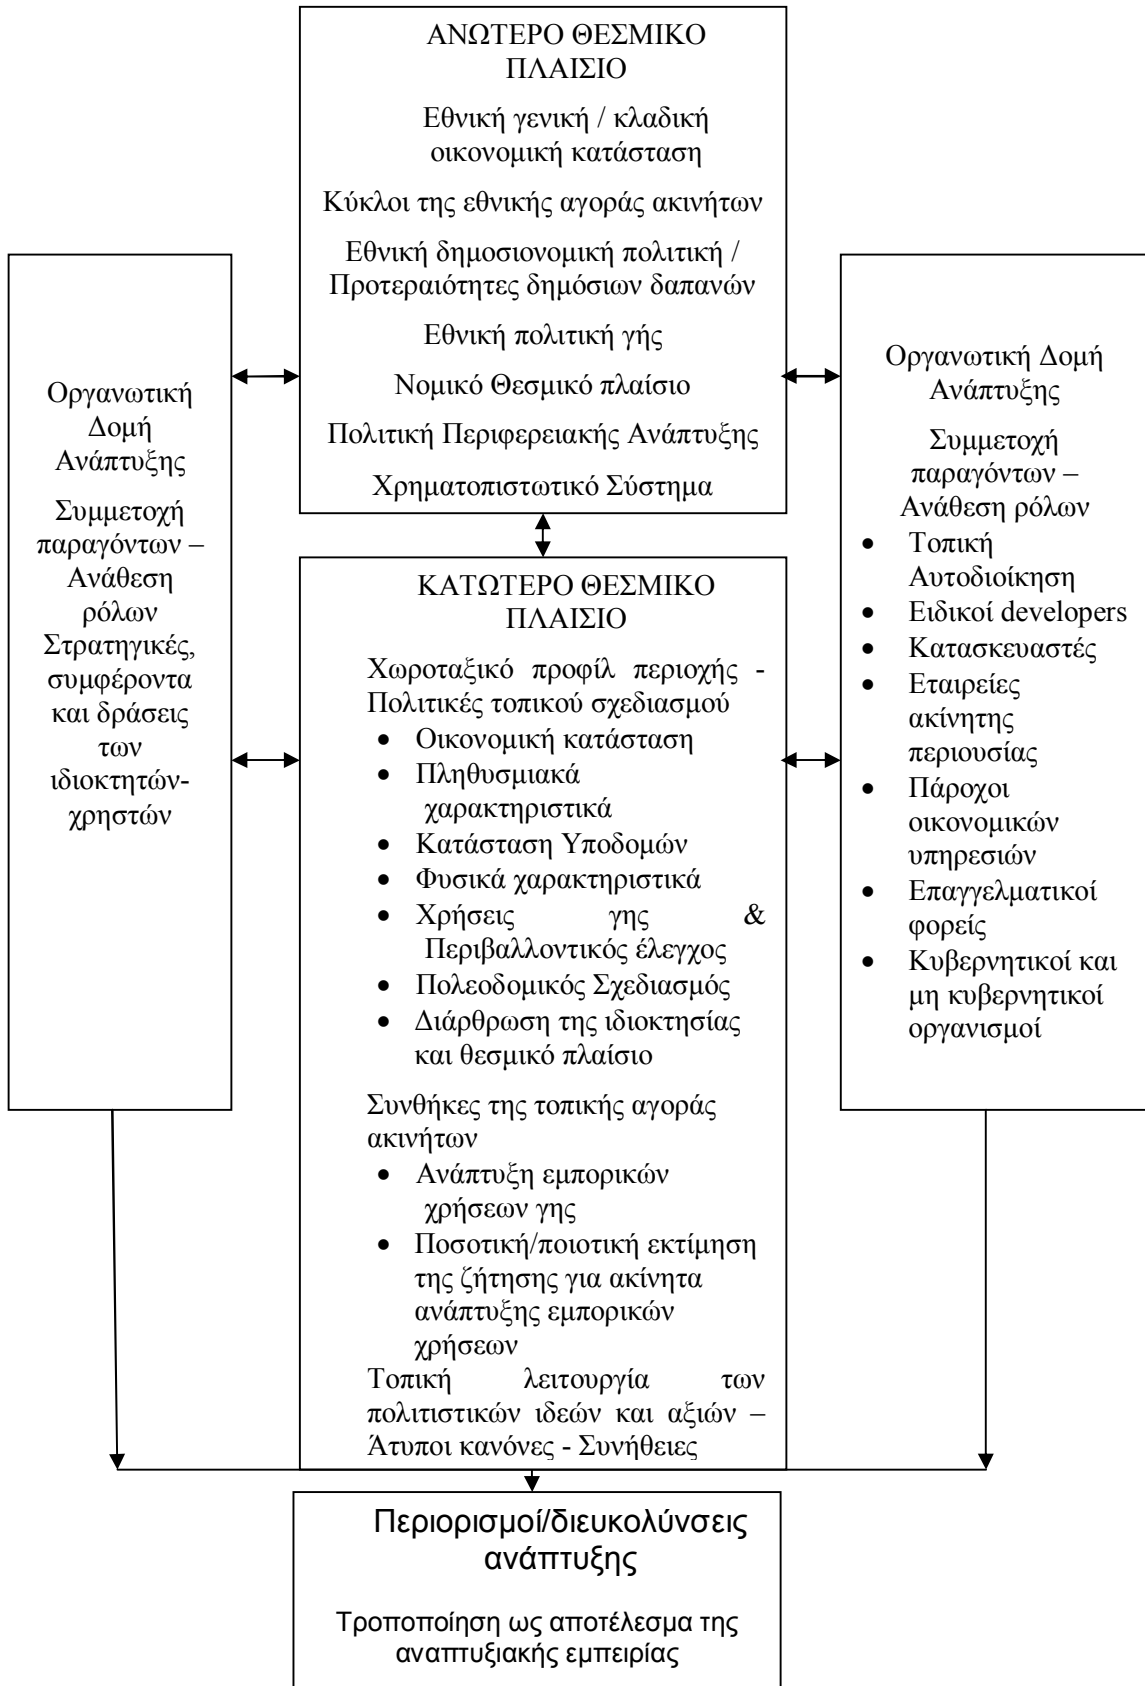 ΑΝΩΤΕΡΟ ΘΕΣΜΙΚΟ
ΠΛΑΙΣΙΟ
Εθνική γενική / κλαδική
οικονομική κατάσταση
Κύκλοι της εθνικής αγοράς ακινήτων
Εθνική δημοσιονομική πολιτική /
Προτεραιότητες δημόσιων δαπανών
Εθνική πολιτική γής
Νομικό Θεσμικό πλαίσιο
Πολιτική Περιφερειακής Ανάπτυξης
Χρηματοπιστωτικό Σύστημα
Οργανωτική
Δομή
Ανάπτυξης
Συμμετοχή
παραγόντων –
Ανάθεση
ρόλων
Στρατηγικές,
συμφέροντα
και δράσεις
των
ιδιοκτητών-
χρηστών
ΚΑΤΩΤΕΡΟ ΘΕΣΜΙΚΟ
ΠΛΑΙΣΙΟ
Χωροταξικό προφίλ περιοχής -
Πολιτικές τοπικού σχεδιασμού
• Οικονομική κατάσταση
• Πληθυσμιακά
χαρακτηριστικά
• Κατάσταση Υποδομών
• Φυσικά χαρακτηριστικά
• Χρήσεις γης &
Περιβαλλοντικός έλεγχος
• Πολεοδομικός Σχεδιασμός
• Διάρθρωση της ιδιοκτησίας
και θεσμικό πλαίσιο
Συνθήκες της τοπικής αγοράς
ακινήτων
• Ανάπτυξη εμπορικών
χρήσεων γης
• Ποσοτική/ποιοτική εκτίμηση
της ζήτησης για ακίνητα
ανάπτυξης εμπορικών
χρήσεων
Τοπική λειτουργία των
πολιτιστικών ιδεών και αξιών –
Άτυποι κανόνες - Συνήθειες
Οργανωτική Δομή
Ανάπτυξης
Συμμετοχή
παραγόντων –
Ανάθεση ρόλων
• Τοπική
Αυτοδιοίκηση
• Ειδικοί developers
• Κατασκευαστές
• Εταιρείες
ακίνητης
περιουσίας
• Πάροχοι
οικονομικών
υπηρεσιών
• Επαγγελματικοί
φορείς
• Κυβερνητικοί και
μη κυβερνητικοί
οργανισμοί
Περιορισμοί/διευκολύνσεις
ανάπτυξης
Τροποποίηση ως αποτέλεσμα της
αναπτυξιακής εμπειρίας